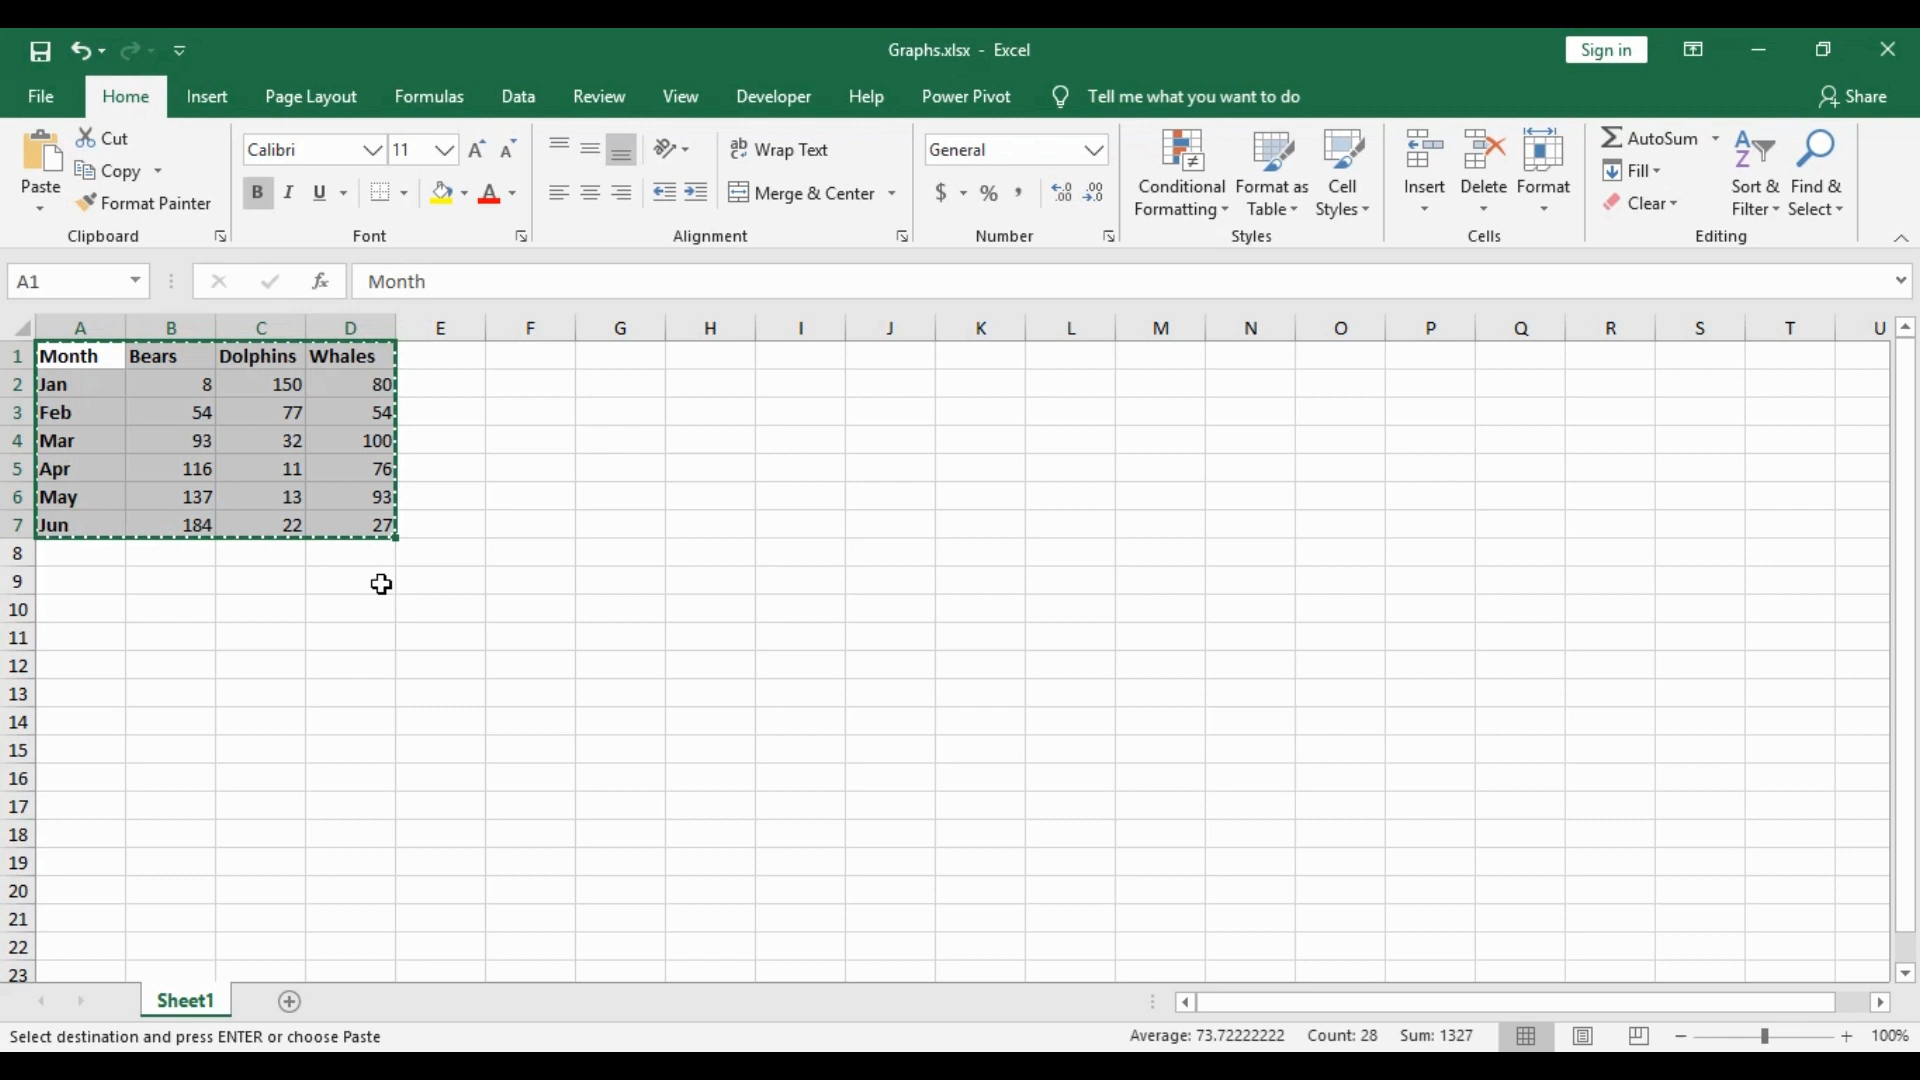 Graphs.xlsx - Excel
Sign in
File Home Insert Page Layout Formulas Data Review View Developer Help Power Pivot Tell me what you want to do Share
Paste
Cut
Copy
Format Painter
Clipboard
Calibri 11
B I U A
Font
ab Wrap Text
Merge & Center
Alignment
General
$ % ,
Number
Conditional Formatting
Format as Table
Cell Styles
Styles
Insert Delete Format
Cells
AutoSum
Fill
Clear
Sort & Filter
Find & Select
Editing
A1 fx Month
A B C D E F G H I J K L M N O P Q R S T U
1 Month Bears Dolphins Whales
2 Jan 8 150 80
3 Feb 54 77 54
4 Mar 93 32 100
5 Apr 116 11 76
6 May 137 13 93
7 Jun 184 22 27
8
9
10
11
12
13
14
15
16
17
18
19
20
21
22
23
Sheet1
Select destination and press ENTER or choose Paste Average: 73.72222222 Count: 28 Sum: 1327 100%